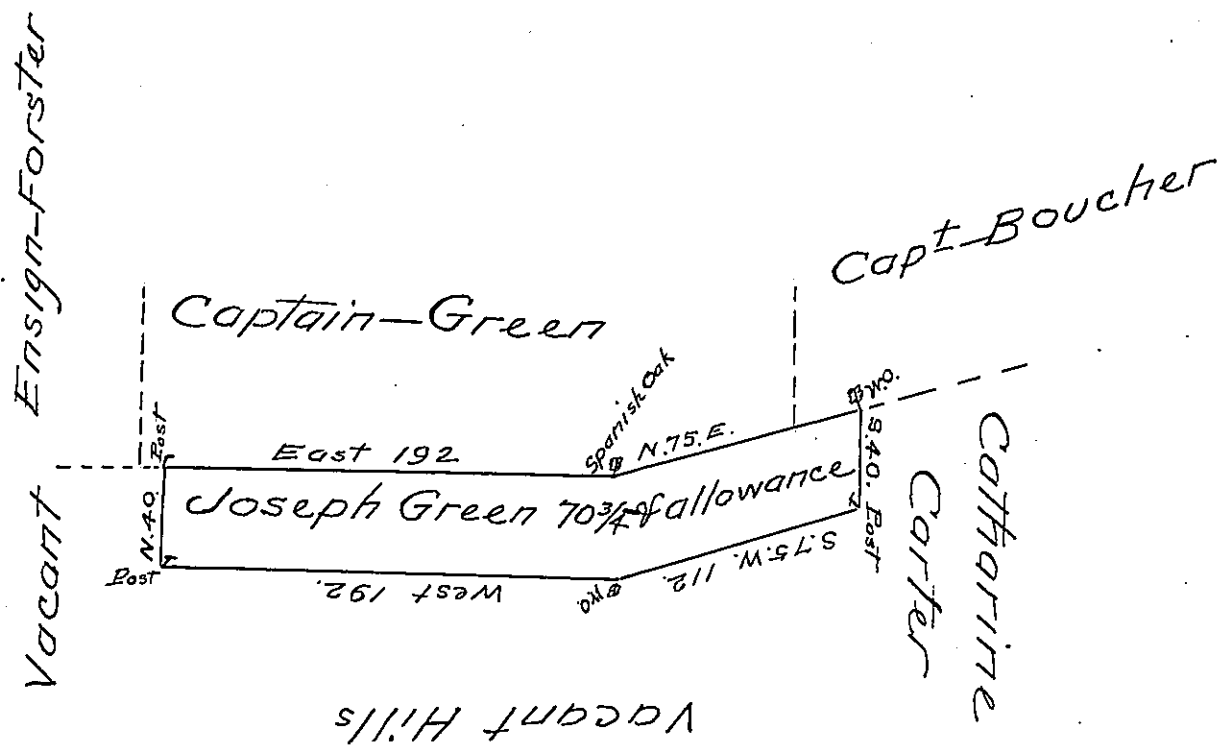 Ensign-Forster
Capt-Boucher
Captain-Green
Spanish Oak
W.O.
Post
East 192
N.75.E.
S.40. Post
Joseph Green 70 3/4 & allowance
N.40.
Post
West 192.
W.O.
S.75.W. 112.
Vacant
Catharine
Carter
Vacant Hills